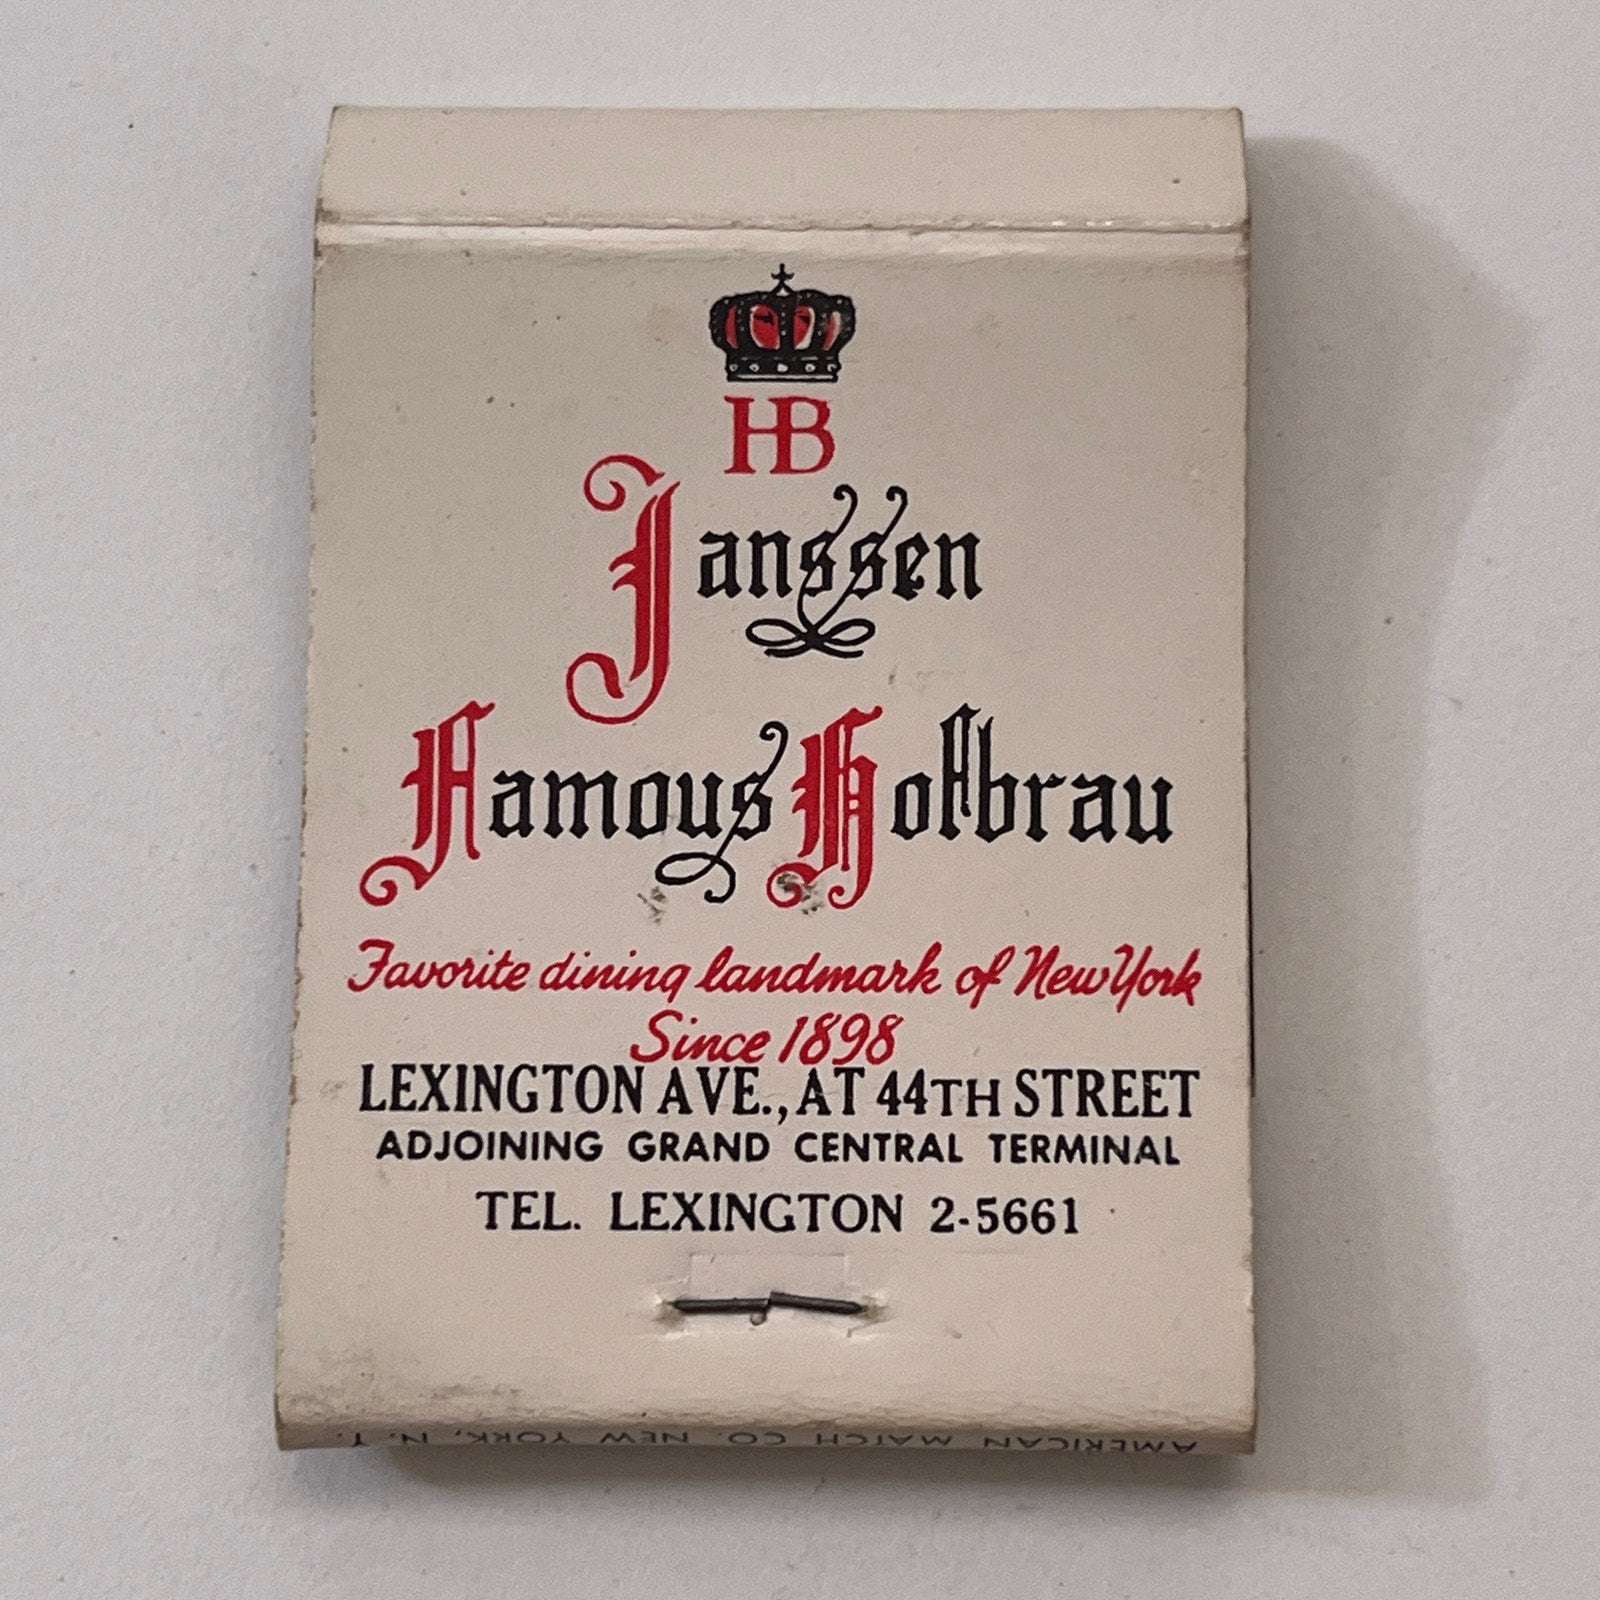 HB
Janssen
Famous Hofbrau
Favorite dining landmark of New York
Since 1898
LEXINGTON AVE., AT 44TH STREET
ADJOINING GRAND CENTRAL TERMINAL
TEL. LEXINGTON 2-5661
AMERICAN MATCH CO. NEW YORK, N.Y.